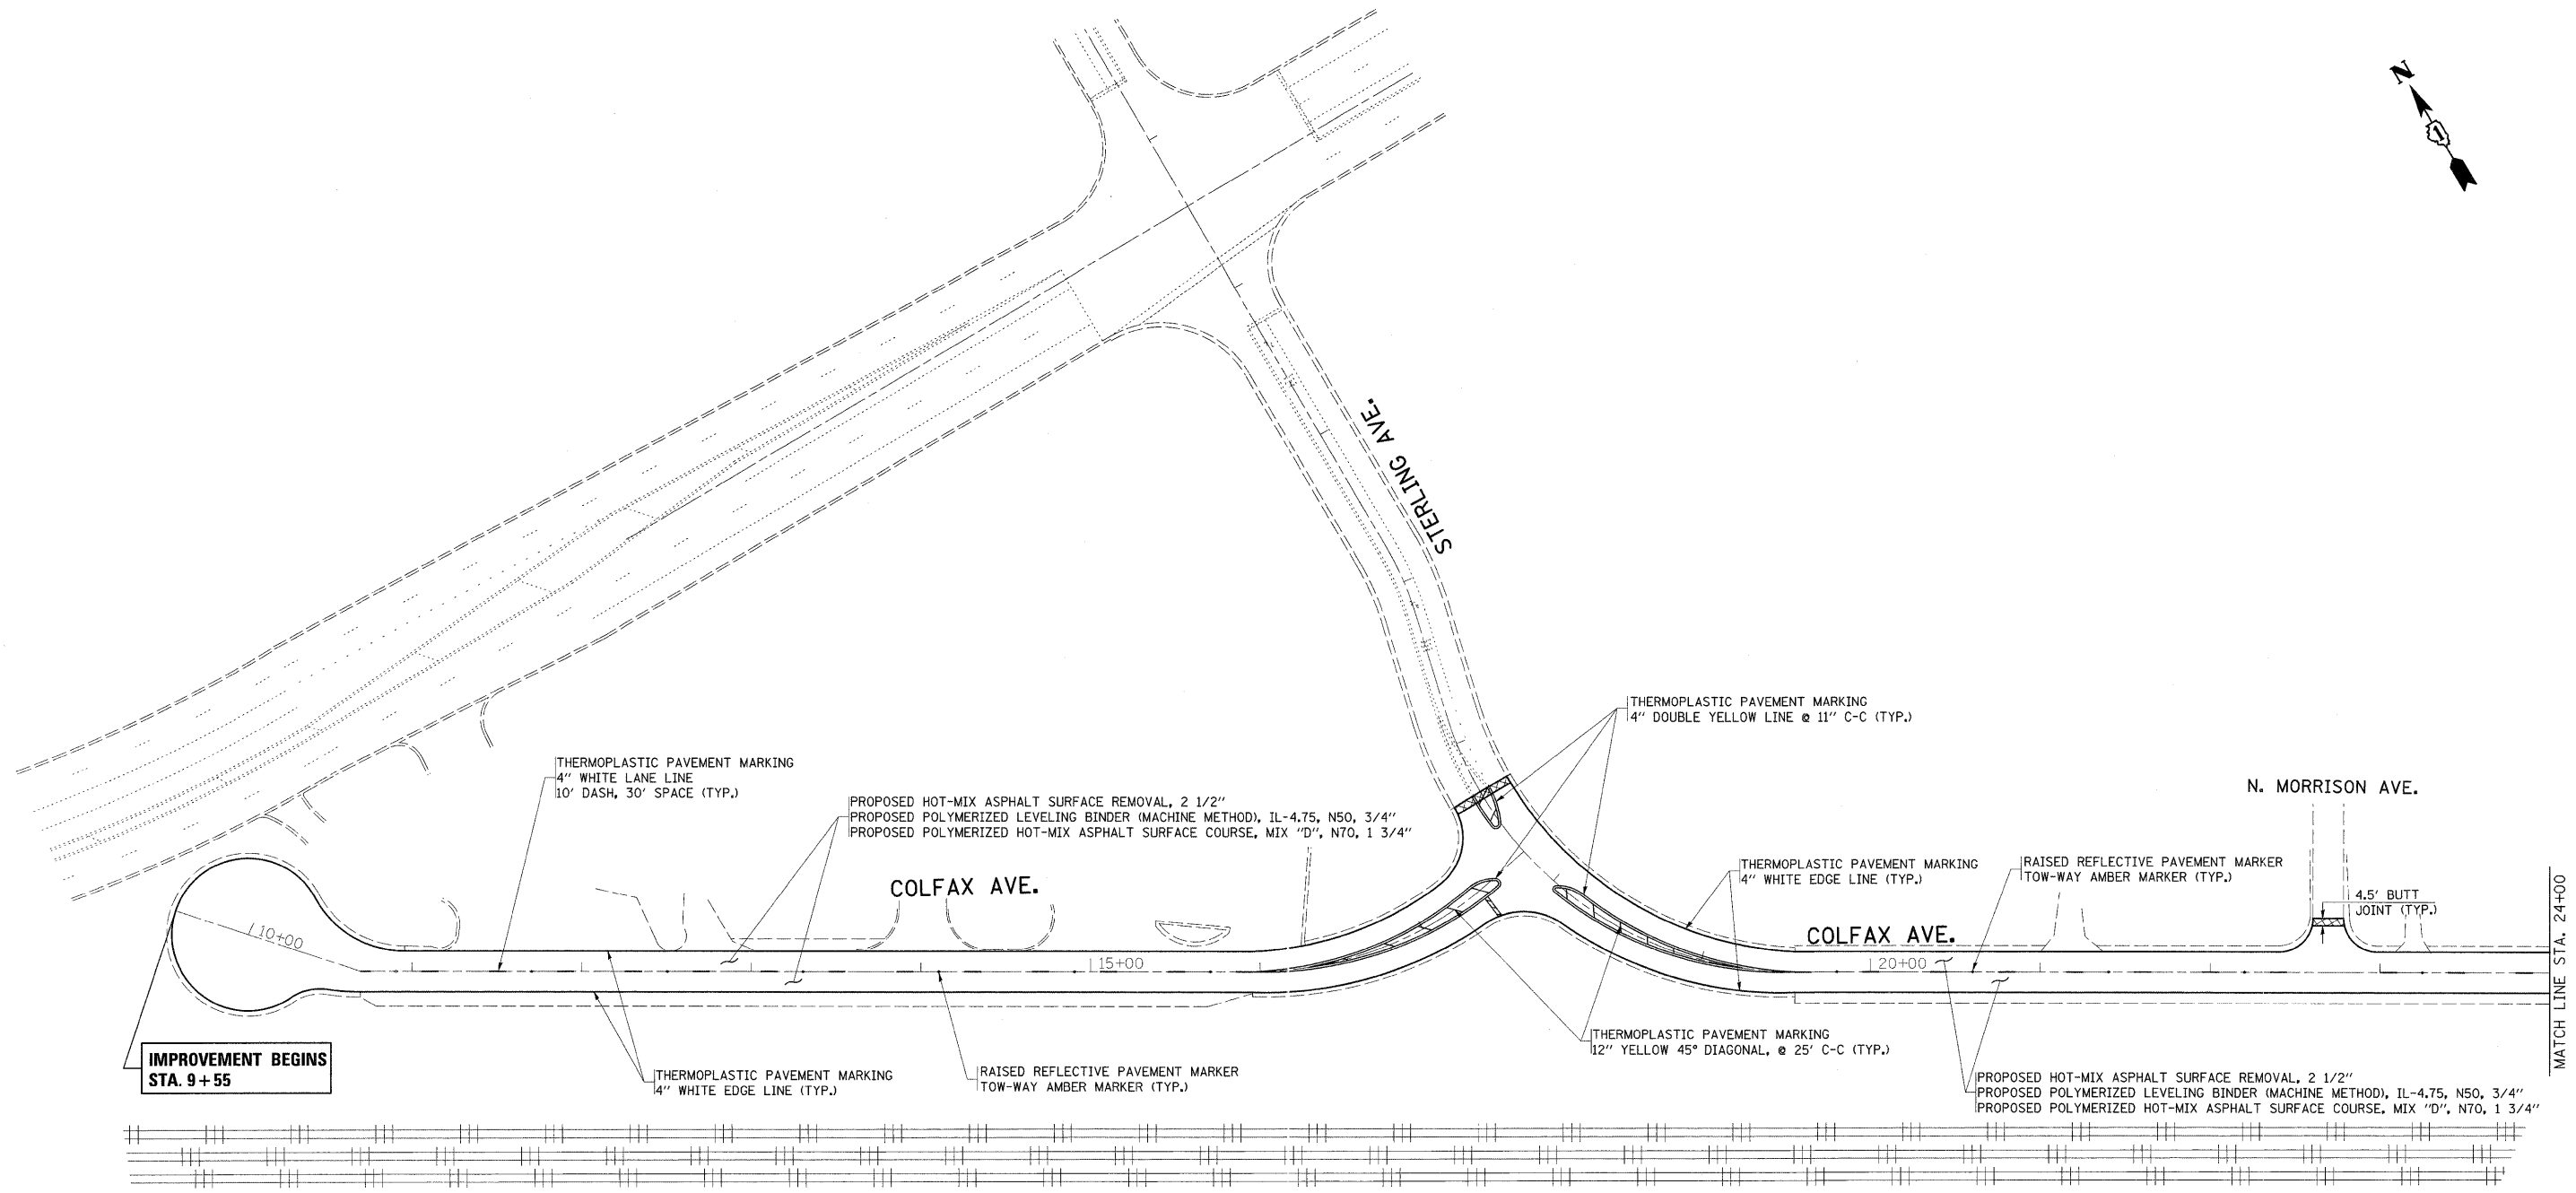 N
1
STERLING AVE.
THERMOPLASTIC PAVEMENT MARKING
4" DOUBLE YELLOW LINE @ 11" C-C (TYP.)
THERMOPLASTIC PAVEMENT MARKING
4" WHITE LANE LINE
10' DASH, 30' SPACE (TYP.)
PROPOSED HOT-MIX ASPHALT SURFACE REMOVAL, 2 1/2"
PROPOSED POLYMERIZED LEVELING BINDER (MACHINE METHOD), IL-4.75, N50, 3/4"
PROPOSED POLYMERIZED HOT-MIX ASPHALT SURFACE COURSE, MIX "D", N70, 1 3/4"
N. MORRISON AVE.
COLFAX AVE.
THERMOPLASTIC PAVEMENT MARKING
4" WHITE EDGE LINE (TYP.)
RAISED REFLECTIVE PAVEMENT MARKER
TOW-WAY AMBER MARKER (TYP.)
4.5' BUTT
JOINT (TYP.)
COLFAX AVE.
10+00
15+00
20+00
MATCH LINE STA. 24+00
IMPROVEMENT BEGINS
STA. 9+55
THERMOPLASTIC PAVEMENT MARKING
4" WHITE EDGE LINE (TYP.)
RAISED REFLECTIVE PAVEMENT MARKER
TOW-WAY AMBER MARKER (TYP.)
THERMOPLASTIC PAVEMENT MARKING
12" YELLOW 45° DIAGONAL, @ 25' C-C (TYP.)
PROPOSED HOT-MIX ASPHALT SURFACE REMOVAL, 2 1/2"
PROPOSED POLYMERIZED LEVELING BINDER (MACHINE METHOD), IL-4.75, N50, 3/4"
PROPOSED POLYMERIZED HOT-MIX ASPHALT SURFACE COURSE, MIX "D", N70, 1 3/4"